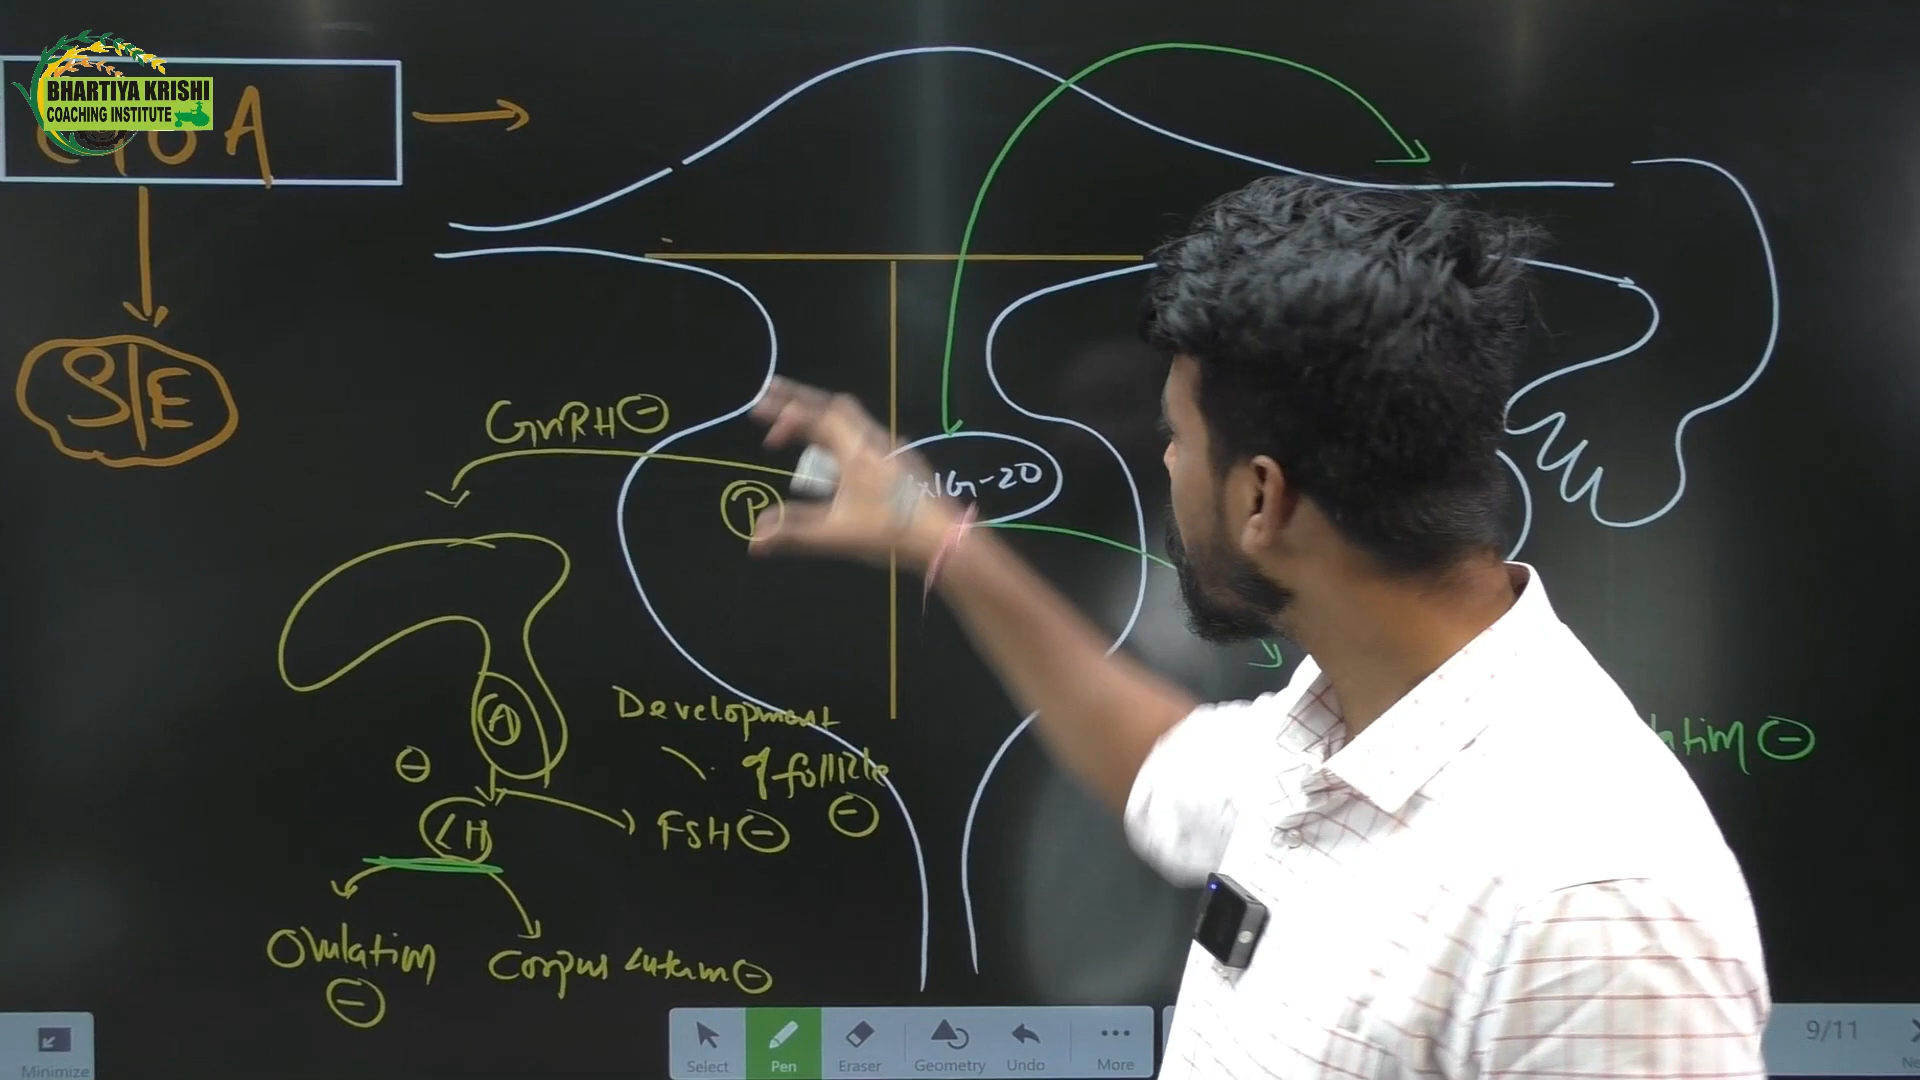 BHARTIYA KRISHI
COACHING INSTITUTE
S|E
GnRH⊖
P
A
⊖
LH
Development
of follicle
⊖
FSH⊖
Ovulation
⊖
Corpus Luteum⊖
Minimize
Select
Pen
Eraser
Geometry
Undo
More
9/11